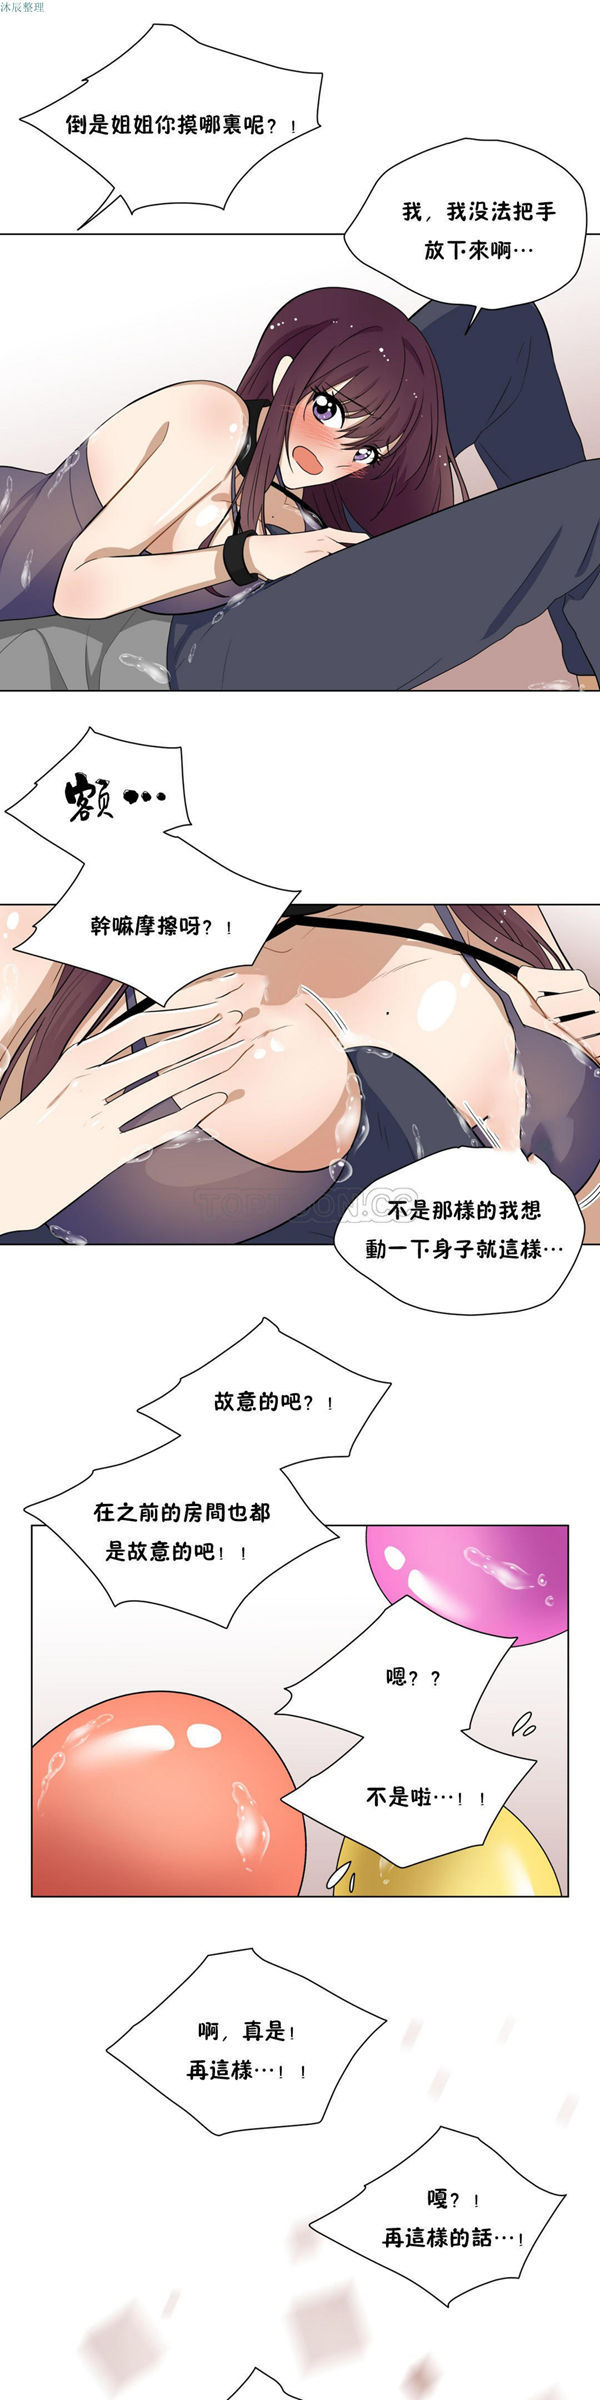 沐辰整理
倒是姐姐你摸哪裏呢？！
我，我没法把手
放下來啊…
額…
幹嘛摩擦呀？！
TOPTOON.CC
不是那樣的我想
動一下身子就這樣…
故意的吧？！
在之前的房間也都
是故意的吧！！
嗯？？
不是啦…！！
啊，真是！
再這樣…！！
嘎？！
再這樣的話…！